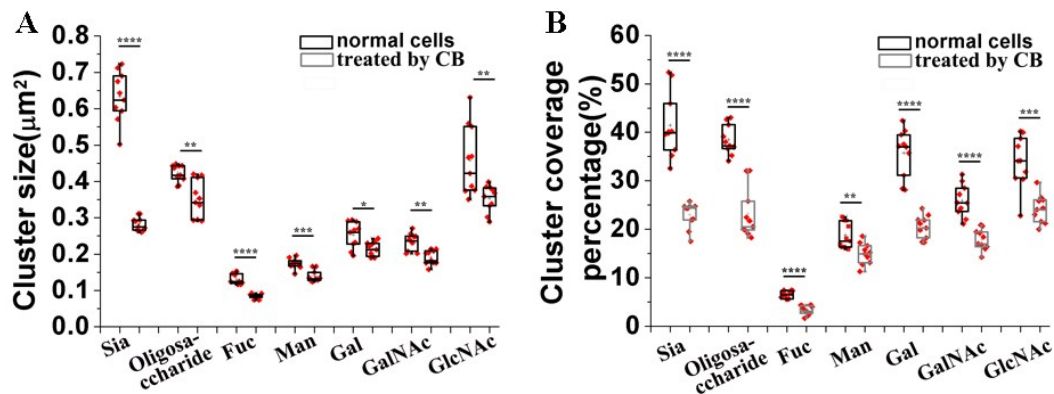 A
Cluster size(μm²)
0.8
0.7
0.6
0.5
0.4
0.3
0.2
0.1
0.0
normal cells
treated by CB
****
**
****
***
*
**
**
Sia
Oligosa-
ccharide
Fuc
Man
Gal
GalNAc
GlcNAc
B
Cluster coverage
percentage(%)
60
50
40
30
20
10
0
normal cells
treated by CB
****
****
****
**
****
****
***
Sia
Oligosa-
ccharide
Fuc
Man
Gal
GalNAc
GlcNAc